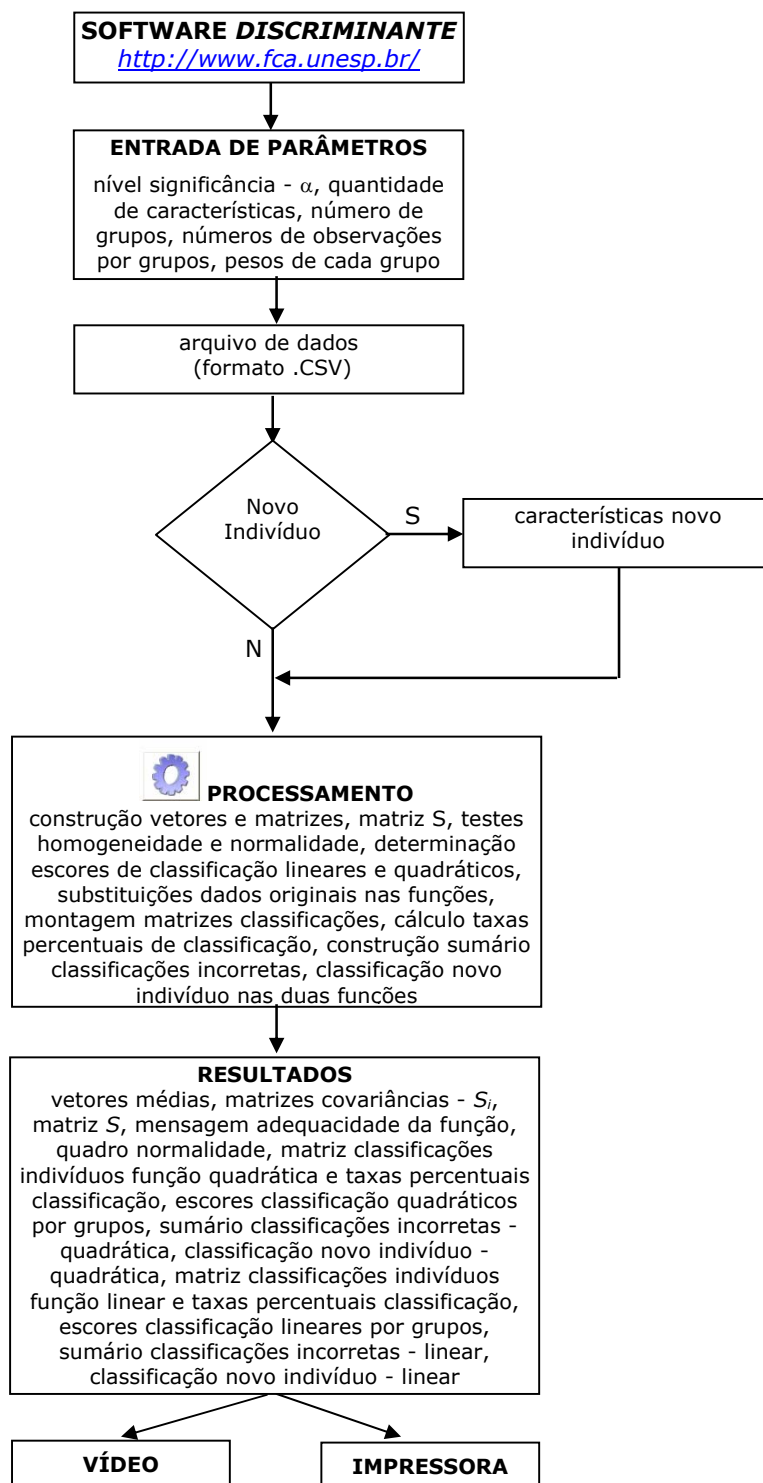 SOFTWARE DISCRIMINANTE
http://www.fca.unesp.br/
ENTRADA DE PARÂMETROS
nível significância - α, quantidade
de características, número de
grupos, números de observações
por grupos, pesos de cada grupo
arquivo de dados
(formato .CSV)
Novo
Indivíduo
S
características novo
indivíduo
N
PROCESSAMENTO
construção vetores e matrizes, matriz S, testes
homogeneidade e normalidade, determinação
escores de classificação lineares e quadráticos,
substituições dados originais nas funções,
montagem matrizes classificações, cálculo taxas
percentuais de classificação, construção sumário
classificações incorretas, classificação novo
indivíduo nas duas funções
RESULTADOS
vetores médias, matrizes covariâncias - Si,
matriz S, mensagem adequacidade da função,
quadro normalidade, matriz classificações
indivíduos função quadrática e taxas percentuais
classificação, escores classificação quadráticos
por grupos, sumário classificações incorretas -
quadrática, classificação novo indivíduo -
quadrática, matriz classificações indivíduos
função linear e taxas percentuais classificação,
escores classificação lineares por grupos,
sumário classificações incorretas - linear,
classificação novo indivíduo - linear
VÍDEO
IMPRESSORA